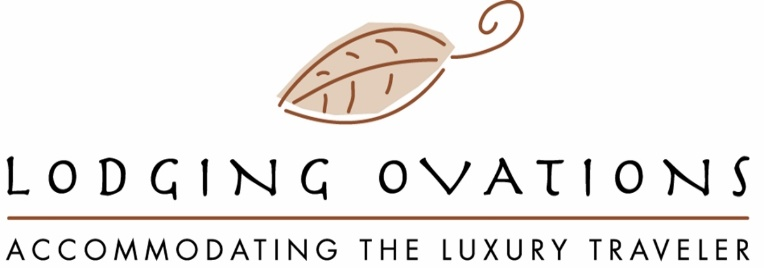 LODGING OVATIONS
ACCOMMODATING THE LUXURY TRAVELER